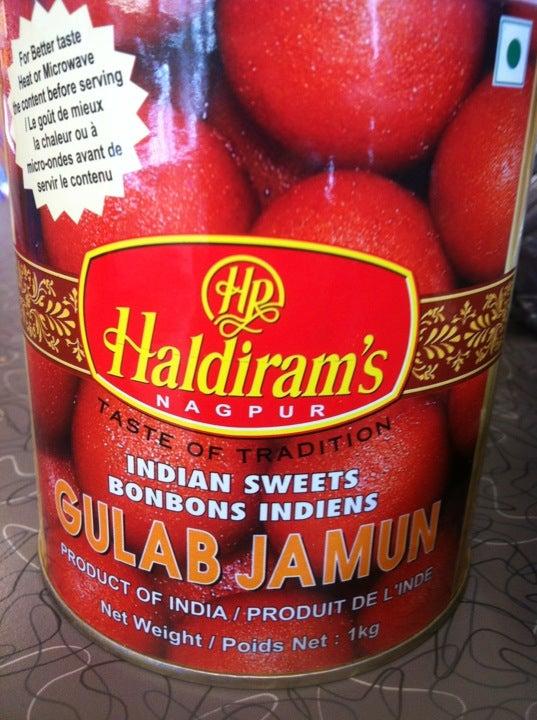 For Better taste
Heat or Microwave
the content before serving
/ La goût de mieux
la chaleur ou à
micro-ondes avant de
servir le contenu
HR
Haldiram's
NAGPUR
TASTE OF TRADITION
INDIAN SWEETS
BONBONS INDIENS
GULAB JAMUN
PRODUCT OF INDIA / PRODUIT DE L'INDE
Net Weight / Poids Net : 1kg